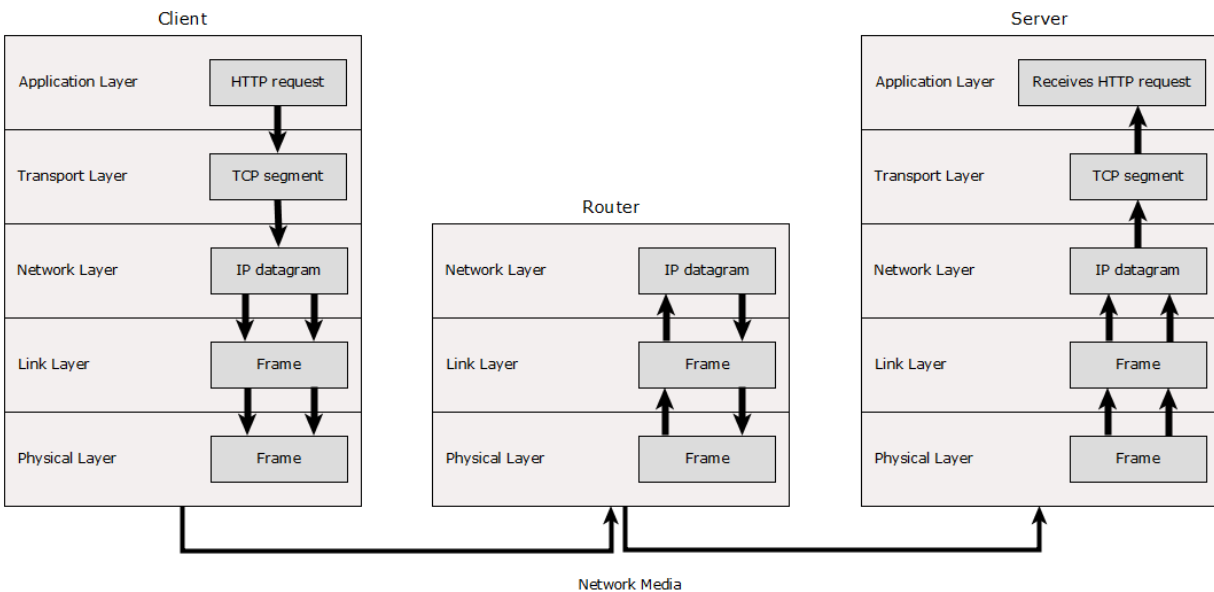 Client
Application Layer
HTTP request
Transport Layer
TCP segment
Network Layer
IP datagram
Link Layer
Frame
Physical Layer
Frame
Router
Network Layer
IP datagram
Link Layer
Frame
Physical Layer
Frame
Server
Application Layer
Receives HTTP request
Transport Layer
TCP segment
Network Layer
IP datagram
Link Layer
Frame
Physical Layer
Frame
Network Media